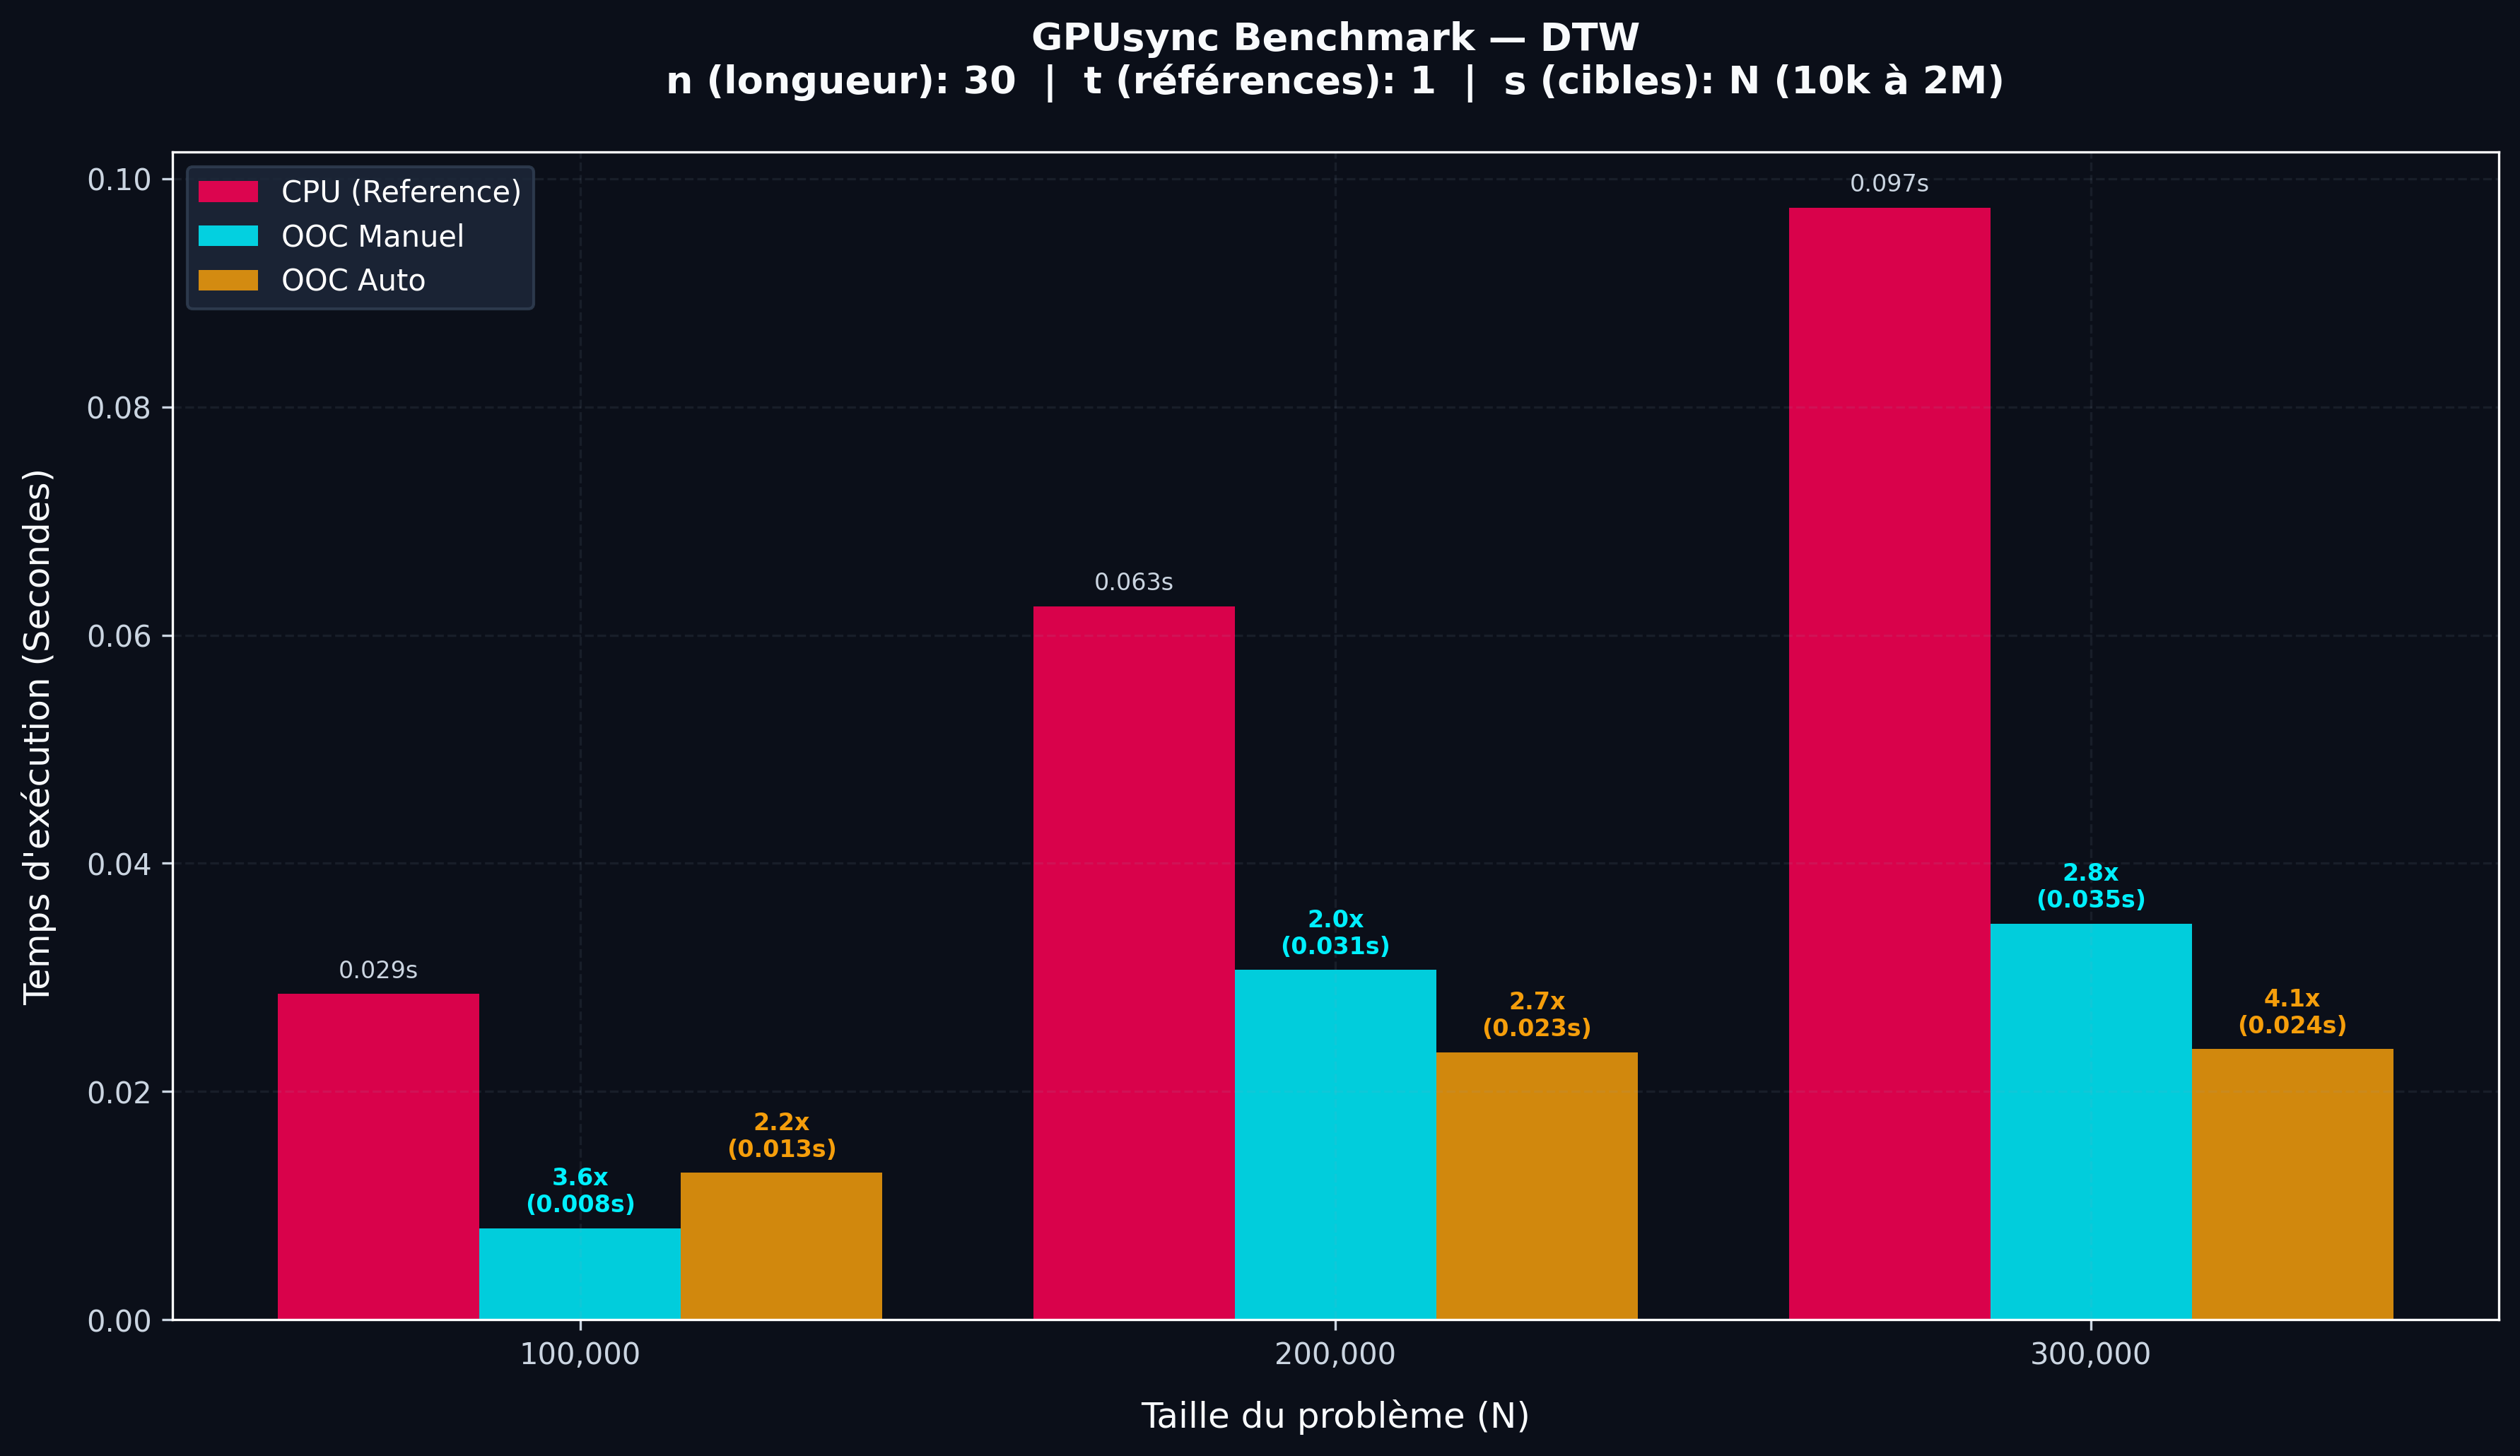 GPUsync Benchmark — DTW
n (longueur): 30 | t (références): 1 | s (cibles): N (10k à 2M)
CPU (Reference)
OOC Manuel
OOC Auto
Temps d'exécution (Secondes)
0.10
0.08
0.06
0.04
0.02
0.00
0.029s
3.6x
(0.008s)
2.2x
(0.013s)
0.063s
2.0x
(0.031s)
2.7x
(0.023s)
0.097s
2.8x
(0.035s)
4.1x
(0.024s)
100,000
200,000
300,000
Taille du problème (N)